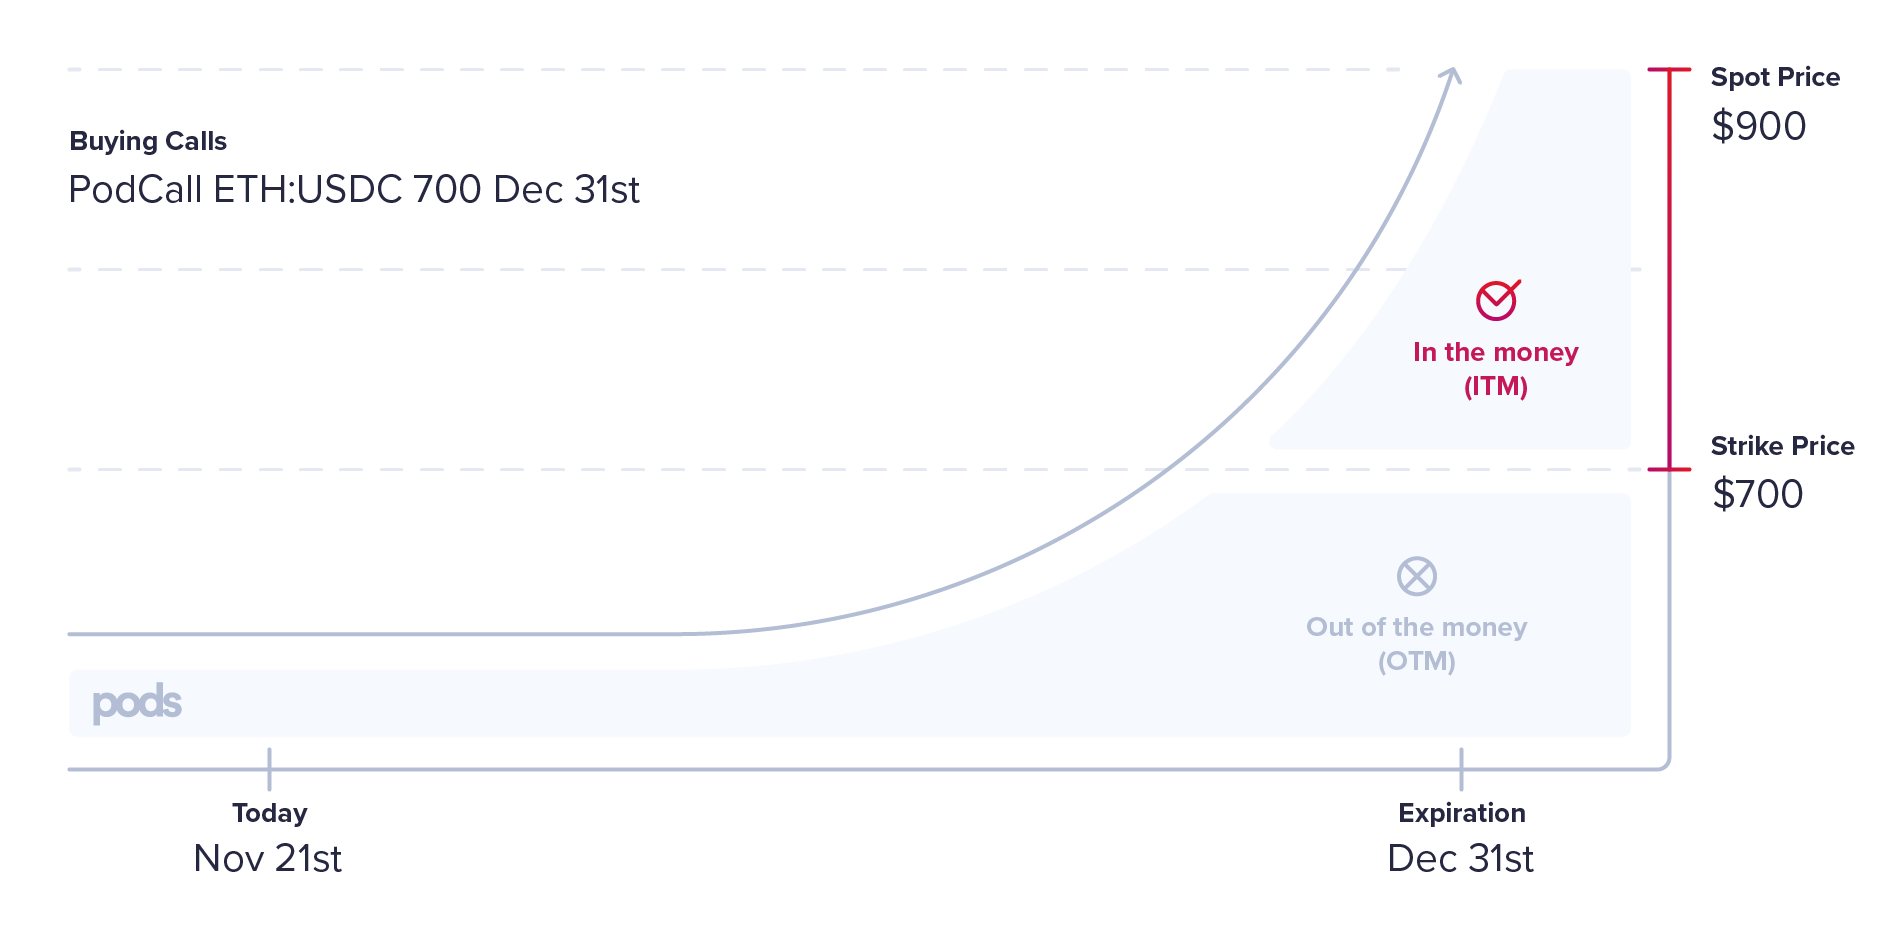 Spot Price
$900
Buying Calls
PodCall ETH:USDC 700 Dec 31st
In the money
(ITM)
Strike Price
$700
Out of the money
(OTM)
pods
Today
Nov 21st
Expiration
Dec 31st